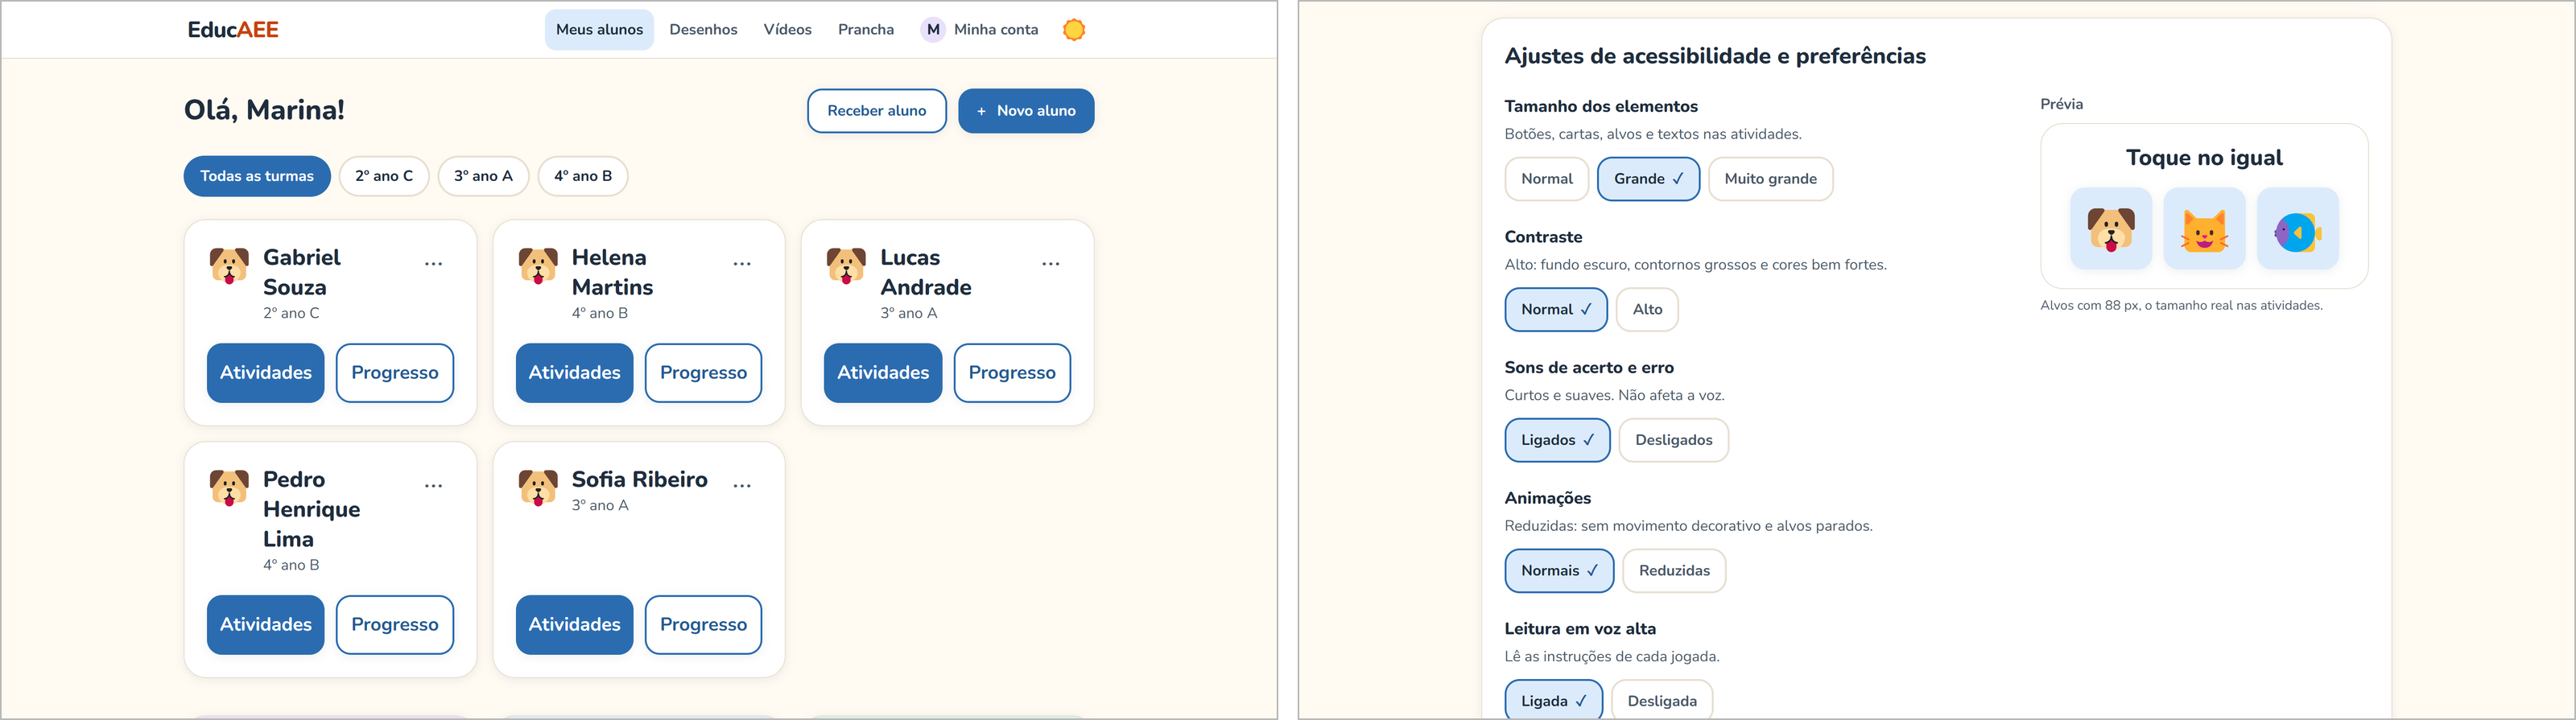 EducAEE
Meus alunos
Desenhos
Vídeos
Prancha
M
Minha conta
Olá, Marina!
Receber aluno
+ Novo aluno
Todas as turmas
2º ano C
3º ano A
4º ano B
Gabriel
Souza
2º ano C
...
Atividades
Progresso
Helena
Martins
4º ano B
...
Atividades
Progresso
Lucas
Andrade
3º ano A
...
Atividades
Progresso
Pedro
Henrique
Lima
4º ano B
...
Atividades
Progresso
Sofia Ribeiro
3º ano A
...
Atividades
Progresso
Ajustes de acessibilidade e preferências
Tamanho dos elementos
Botões, cartas, alvos e textos nas atividades.
Normal
Grande ✓
Muito grande
Contraste
Alto: fundo escuro, contornos grossos e cores bem fortes.
Normal ✓
Alto
Sons de acerto e erro
Curtos e suaves. Não afeta a voz.
Ligados ✓
Desligados
Animações
Reduzidas: sem movimento decorativo e alvos parados.
Normais ✓
Reduzidas
Leitura em voz alta
Lê as instruções de cada jogada.
Ligada ✓
Desligada
Prévia
Toque no igual
Alvos com 88 px, o tamanho real nas atividades.